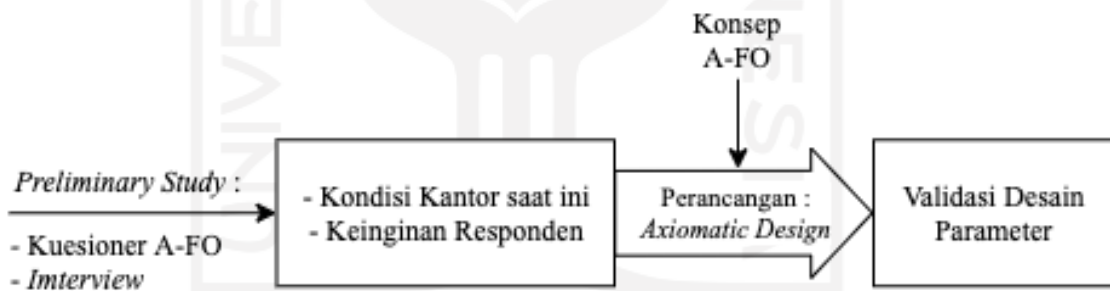 Konsep
A-FO
Preliminary Study :
- Kuesioner A-FO
- Imterview
- Kondisi Kantor saat ini
- Keinginan Responden
Perancangan :
Axiomatic Design
Validasi Desain
Parameter